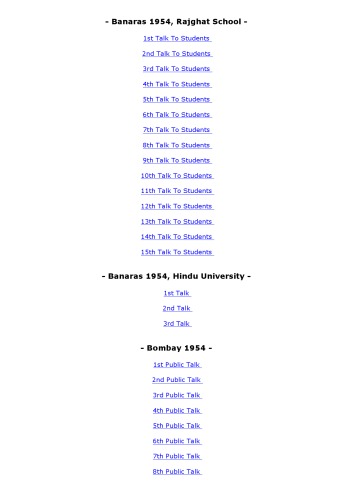 - Banaras 1954, Rajghat School -
1st Talk To Students
2nd Talk To Students
3rd Talk To Students
4th Talk To Students
5th Talk To Students
6th Talk To Students
7th Talk To Students
8th Talk To Students
9th Talk To Students
10th Talk To Students
11th Talk To Students
12th Talk To Students
13th Talk To Students
14th Talk To Students
15th Talk To Students
- Banaras 1954, Hindu University -
1st Talk
2nd Talk
3rd Talk
- Bombay 1954 -
1st Public Talk
2nd Public Talk
3rd Public Talk
4th Public Talk
5th Public Talk
6th Public Talk
7th Public Talk
8th Public Talk